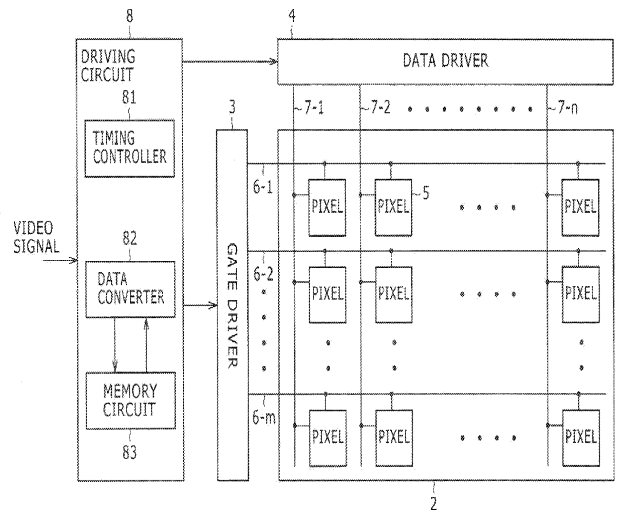 8
4
DRIVING
CIRCUIT
DATA DRIVER
81
3
7-1
7-2
7-n
TIMING
CONTROLLER
6-1
PIXEL
PIXEL
5
PIXEL
VIDEO
SIGNAL
82
DATA
CONVERTER
GATE DRIVER
6-2
PIXEL
PIXEL
PIXEL
MEMORY
CIRCUIT
83
6-m
PIXEL
PIXEL
PIXEL
2